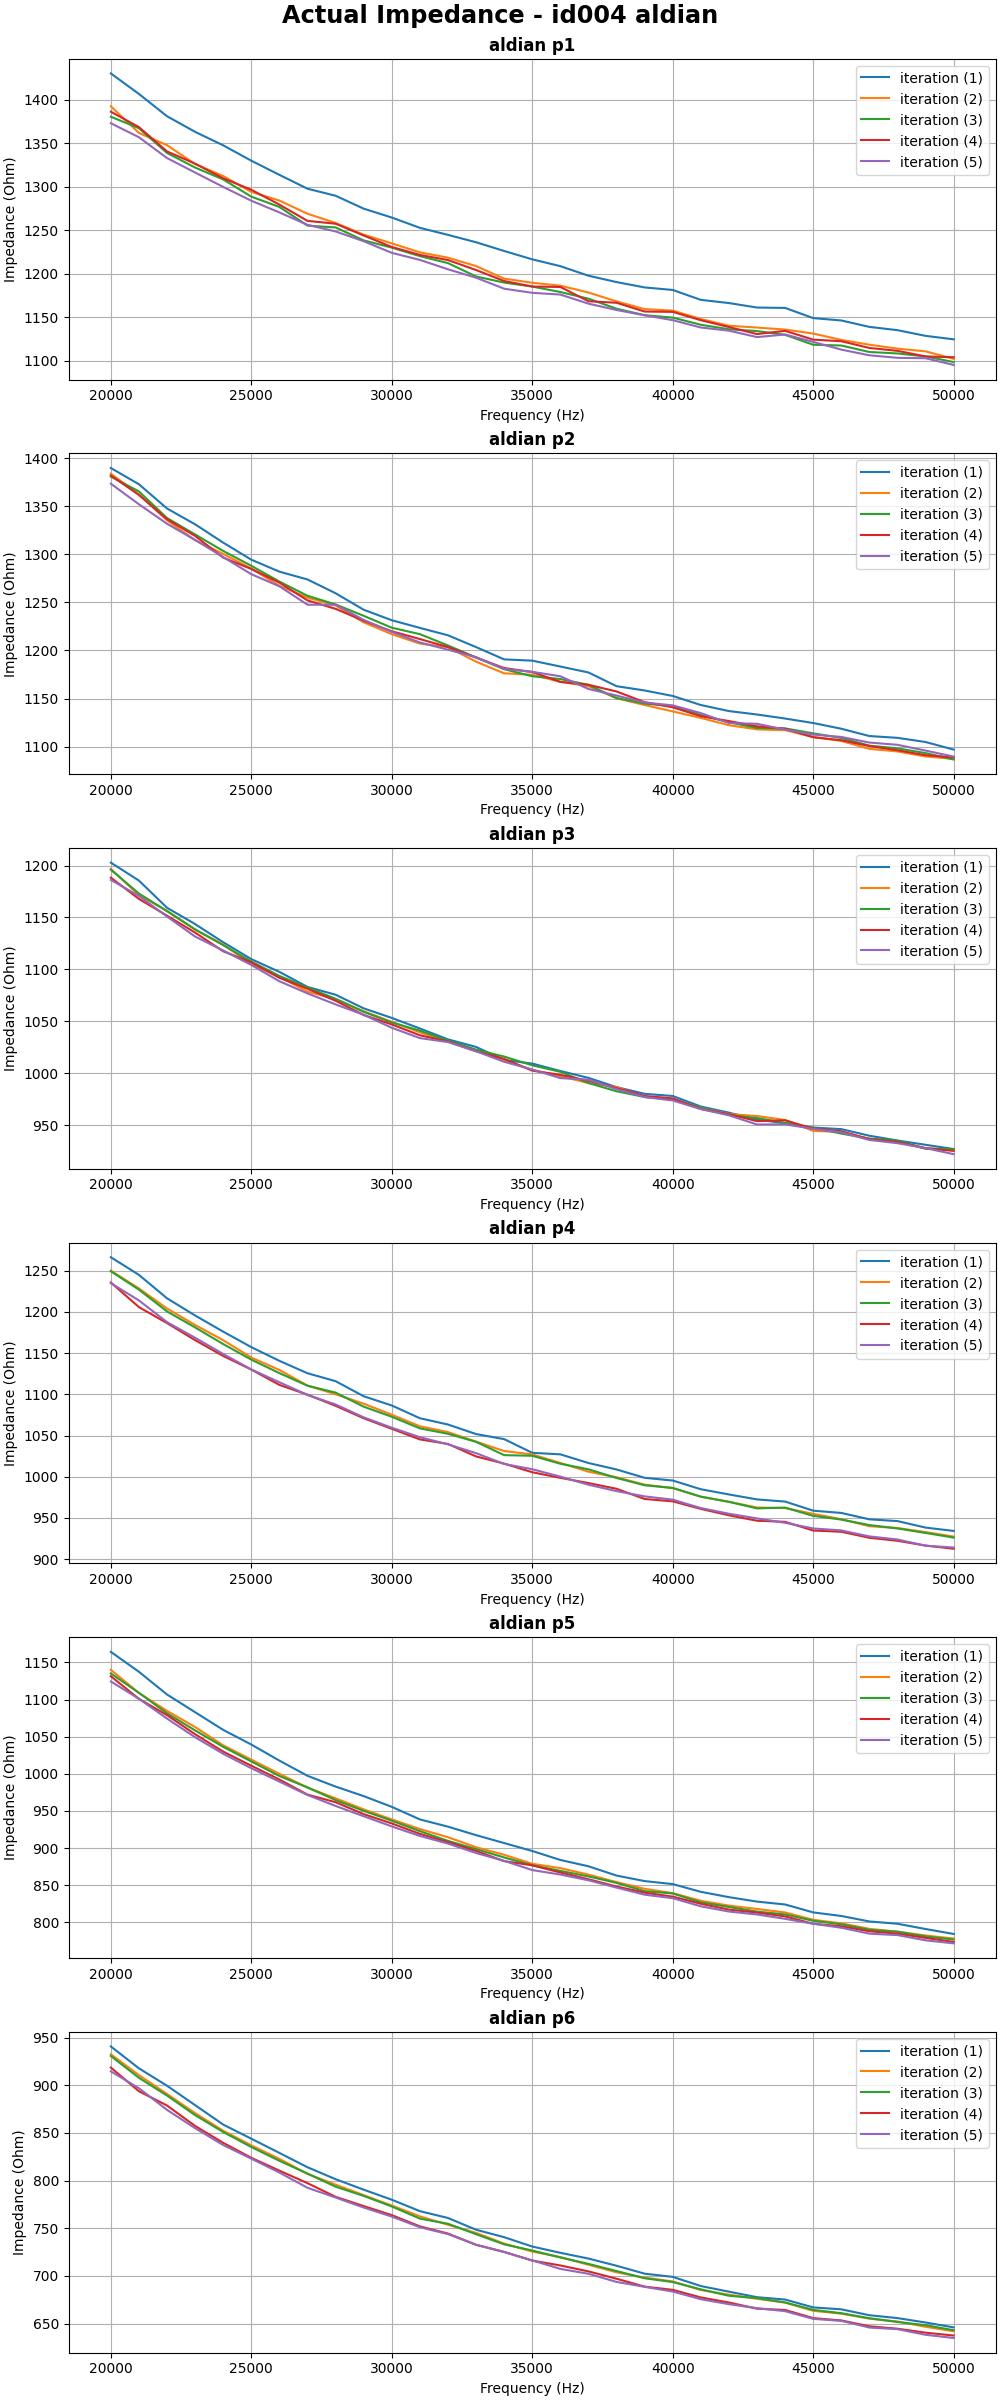 Actual Impedance - id004 aldian
aldian p1
Impedance (Ohm)
1400
1350
1300
1250
1200
1150
1100
iteration (1)
iteration (2)
iteration (3)
iteration (4)
iteration (5)
20000 25000 30000 35000 40000 45000 50000
Frequency (Hz)
aldian p2
Impedance (Ohm)
1400
1350
1300
1250
1200
1150
1100
iteration (1)
iteration (2)
iteration (3)
iteration (4)
iteration (5)
20000 25000 30000 35000 40000 45000 50000
Frequency (Hz)
aldian p3
Impedance (Ohm)
1200
1150
1100
1050
1000
950
iteration (1)
iteration (2)
iteration (3)
iteration (4)
iteration (5)
20000 25000 30000 35000 40000 45000 50000
Frequency (Hz)
aldian p4
Impedance (Ohm)
1250
1200
1150
1100
1050
1000
950
900
iteration (1)
iteration (2)
iteration (3)
iteration (4)
iteration (5)
20000 25000 30000 35000 40000 45000 50000
Frequency (Hz)
aldian p5
Impedance (Ohm)
1150
1100
1050
1000
950
900
850
800
iteration (1)
iteration (2)
iteration (3)
iteration (4)
iteration (5)
20000 25000 30000 35000 40000 45000 50000
Frequency (Hz)
aldian p6
Impedance (Ohm)
950
900
850
800
750
700
650
iteration (1)
iteration (2)
iteration (3)
iteration (4)
iteration (5)
20000 25000 30000 35000 40000 45000 50000
Frequency (Hz)